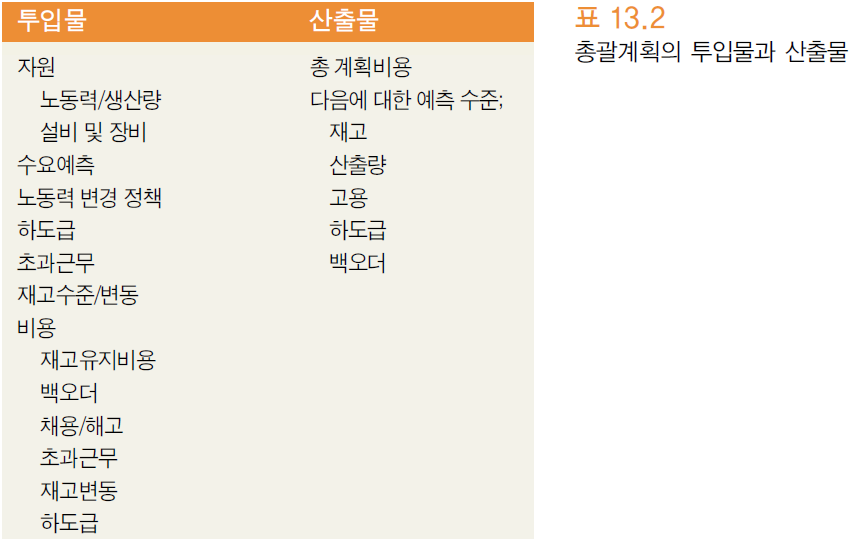 투입물
자원
노동력/생산량
설비 및 장비
수요예측
노동력 변경 정책
하도급
초과근무
재고수준/변동
비용
재고유지비용
백오더
채용/해고
초과근무
재고변동
하도급
산출물
총 계획비용
다음에 대한 예측 수준;
재고
산출량
고용
하도급
백오더
표 13.2
총괄계획의 투입물과 산출물